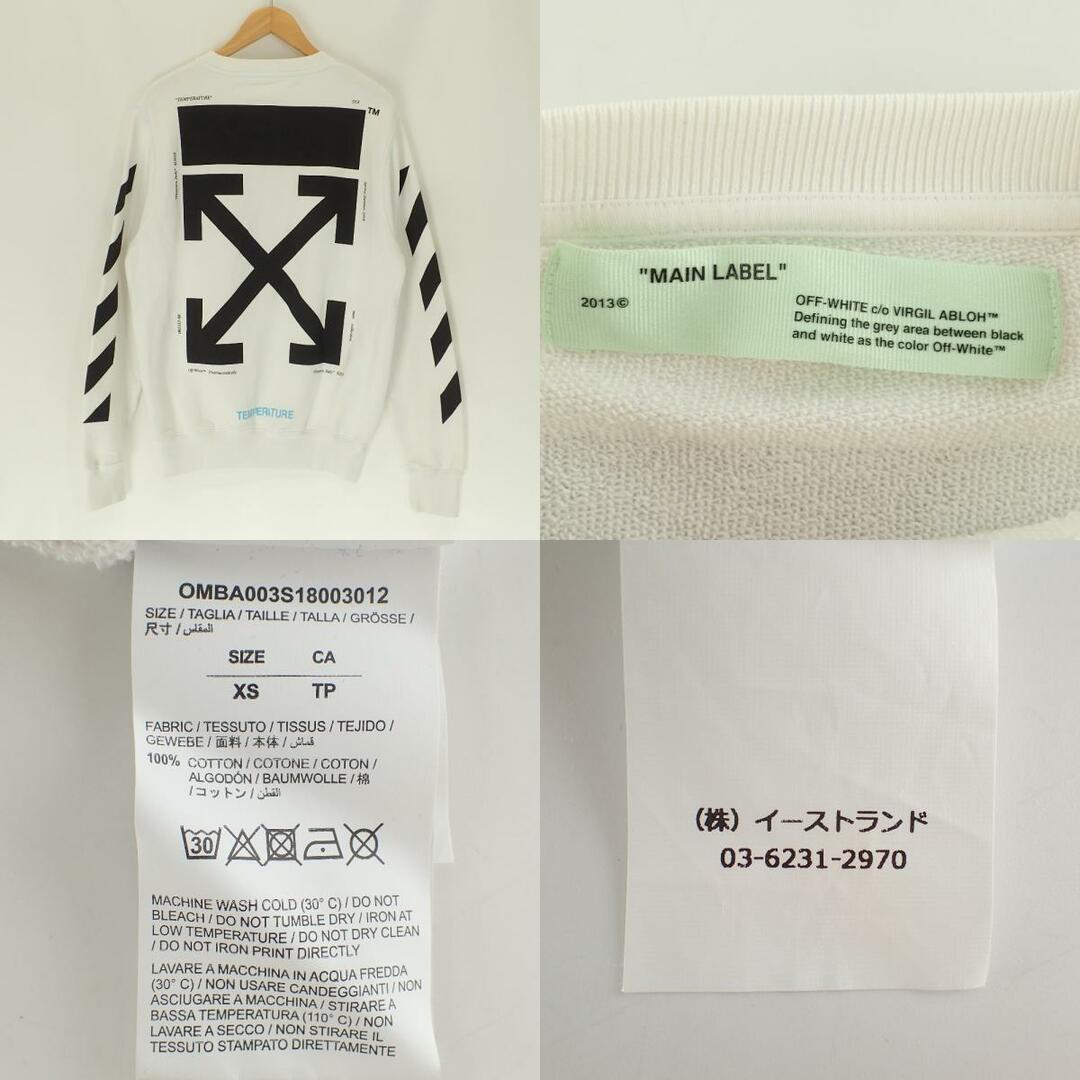 "TEMPERATURE"
TM
TEMPERATURE
"MAIN LABEL"
2013©
OFF-WHITE c/o VIRGIL ABLOH™
Defining the grey area between black
and white as the color Off-White™
OMBA003S18003012
SIZE / TAGLIA / TAILLE / TALLA / GRÖSSE /
尺寸 / المقاس
SIZE CA
XS TP
FABRIC / TESSUTO / TISSUS / TEJIDO /
GEWEBE / 面料 / 本体 / قماش
100% COTTON / COTONE / COTON /
ALGODÓN / BAUMWOLLE / 棉
/ コットン / القطن
30
MACHINE WASH COLD (30° C) / DO NOT
BLEACH / DO NOT TUMBLE DRY / IRON AT
LOW TEMPERATURE / DO NOT DRY CLEAN
/ DO NOT IRON PRINT DIRECTLY
LAVARE A MACCHINA IN ACQUA FREDDA
(30° C) / NON USARE CANDEGGIANTI / NON
ASCIUGARE A MACCHINA / STIRARE A
BASSA TEMPERATURA (110° C) / NON
LAVARE A SECCO / NON STIRARE IL
TESSUTO STAMPATO DIRETTAMENTE
(株) イーストランド
03-6231-2970